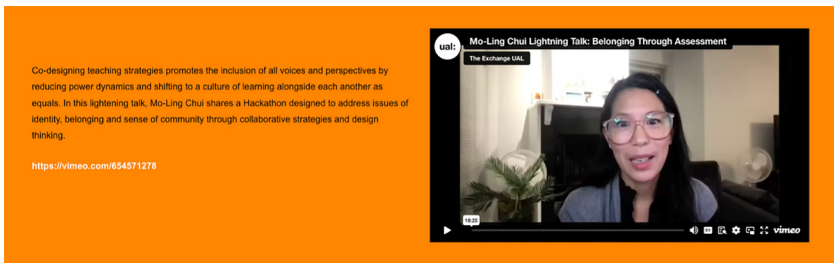 Co-designing teaching strategies promotes the inclusion of all voices and perspectives by
reducing power dynamics and shifting to a culture of learning alongside each another as
equals. In this lightening talk, Mo-Ling Chui shares a Hackathon designed to address issues of
identity, belonging and sense of community through collaborative strategies and design
thinking.
https://vimeo.com/654571278
ual:
Mo-Ling Chui Lightning Talk: Belonging Through Assessment
The Exchange UAL
18:25
CC
vimeo